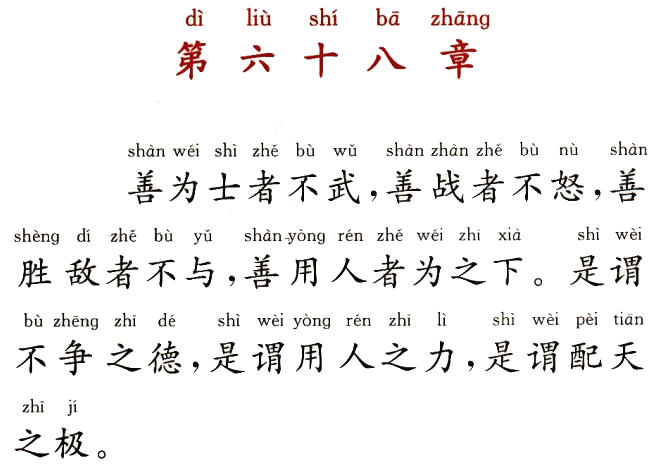 dì liù shí bā zhāng
第六十八章
shàn wéi shì zhě bù wǔ shàn zhàn zhě bù nù shàn
善为士者不武，善战者不怒，善
shèng dí zhě bù yǔ shàn yòng rén zhě wéi zhī xià shì wèi
胜敌者不与，善用人者为之下。是谓
bù zhēng zhī dé shì wèi yòng rén zhī lì shì wèi pèi tiān
不争之德，是谓用人之力，是谓配天
zhī jí
之极。